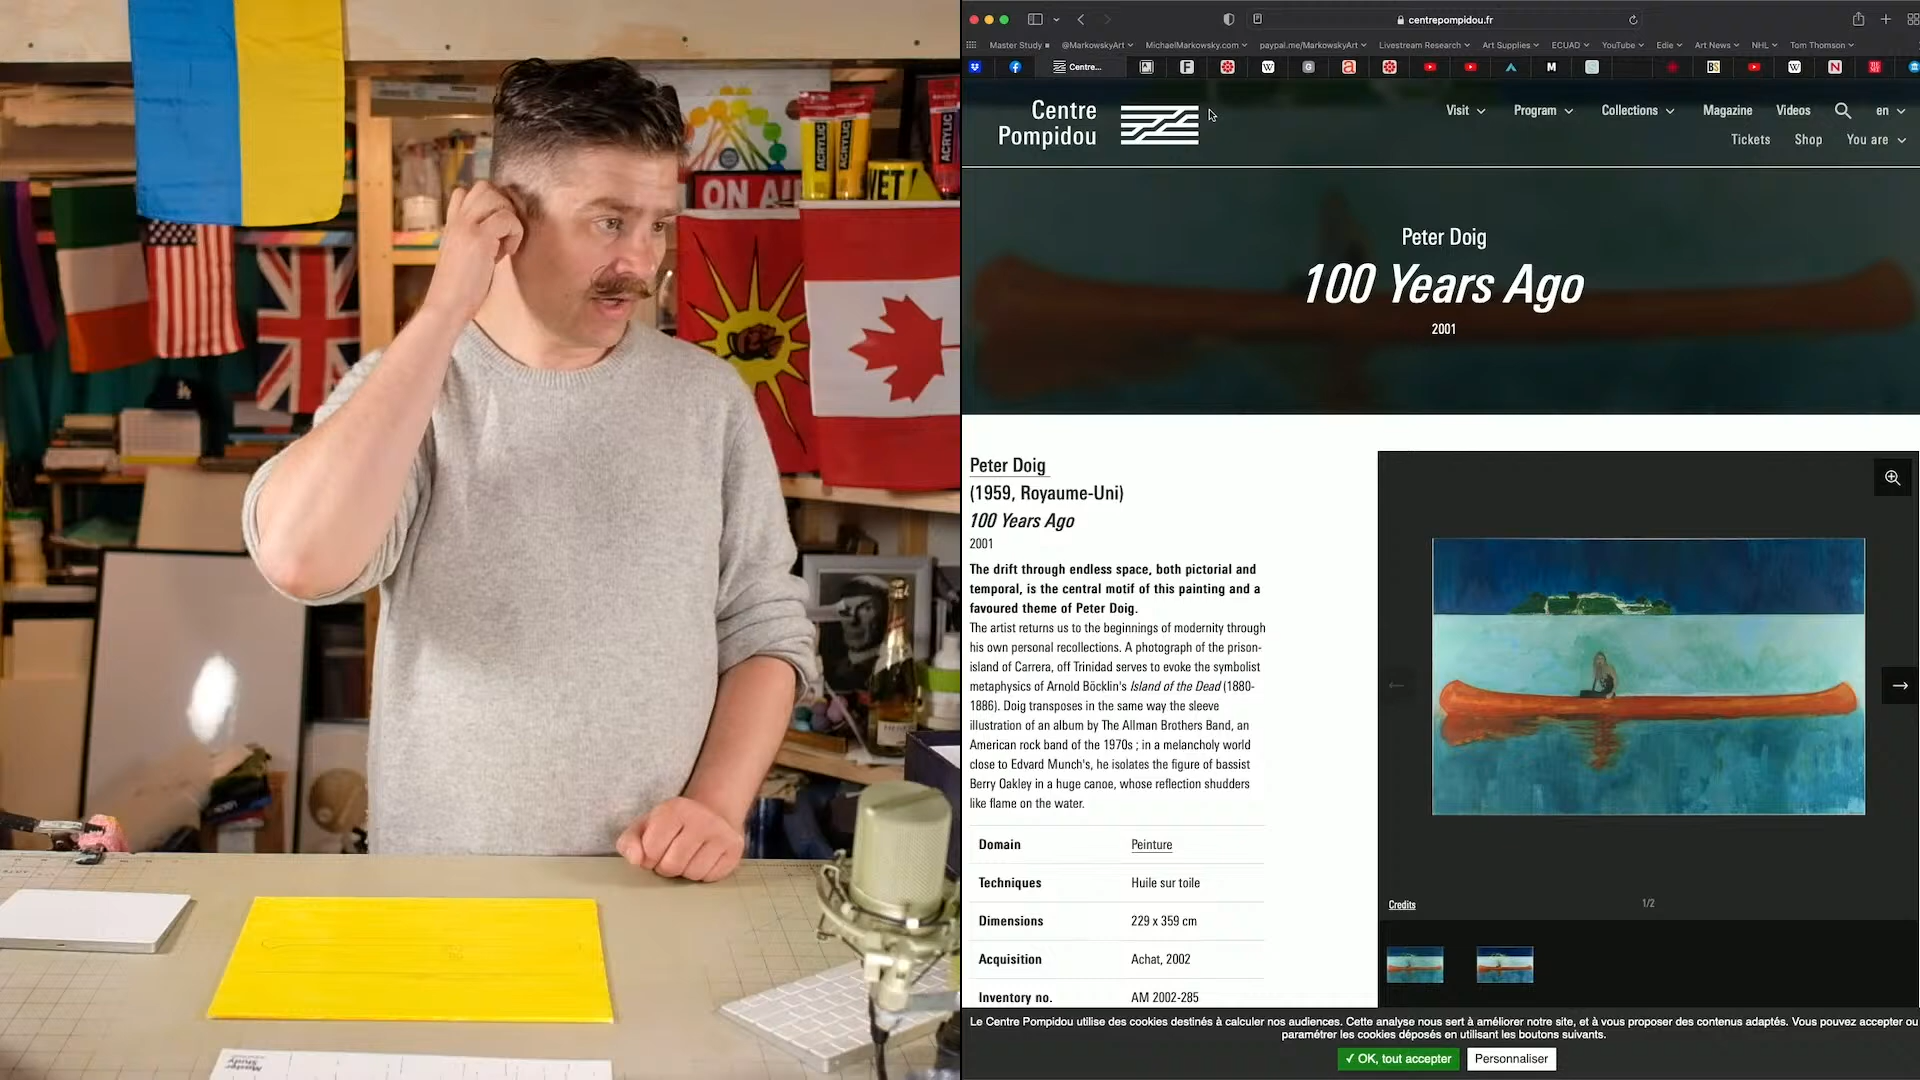 ACRYLIC
ACRYLIC
ON AI
WET!
centrepompidou.fr
Master Study
@MarkowskyArt
MichaelMarkowsky.com
paypal.me/MarkowskyArt
Livestream Research
Art Supplies
ECUAD
YouTube
Edie
Art News
NHL
Tom Thomson
Centre...
Centre
Pompidou
Visit
Program
Collections
Magazine
Videos
en
Tickets
Shop
You are
Peter Doig
100 Years Ago
2001
Peter Doig
(1959, Royaume-Uni)
100 Years Ago
2001
The drift through endless space, both pictorial and
temporal, is the central motif of this painting and a
favoured theme of Peter Doig.
The artist returns us to the beginnings of modernity through
his own personal recollections. A photograph of the prison-
island of Carrera, off Trinidad serves to evoke the symbolist
metaphysics of Arnold Böcklin's Island of the Dead (1880-
1886). Doig transposes in the same way the sleeve
illustration of an album by The Allman Brothers Band, an
American rock band of the 1970s ; in a melancholy world
close to Edvard Munch's, he isolates the figure of bassist
Berry Oakley in a huge canoe, whose reflection shudders
like flame on the water.
Domain Peinture
Techniques Huile sur toile
Dimensions 229 x 359 cm
Acquisition Achat, 2002
Inventory no. AM 2002-285
Credits
1/2
Le Centre Pompidou utilise des cookies destinés à calculer nos audiences. Cette analyse nous sert à améliorer notre site, et à vous proposer des contenus adaptés. Vous pouvez accepter ou
paramétrer les cookies déposés en utilisant les boutons suivants.
✓ OK, tout accepter
Personnaliser
Master
Study